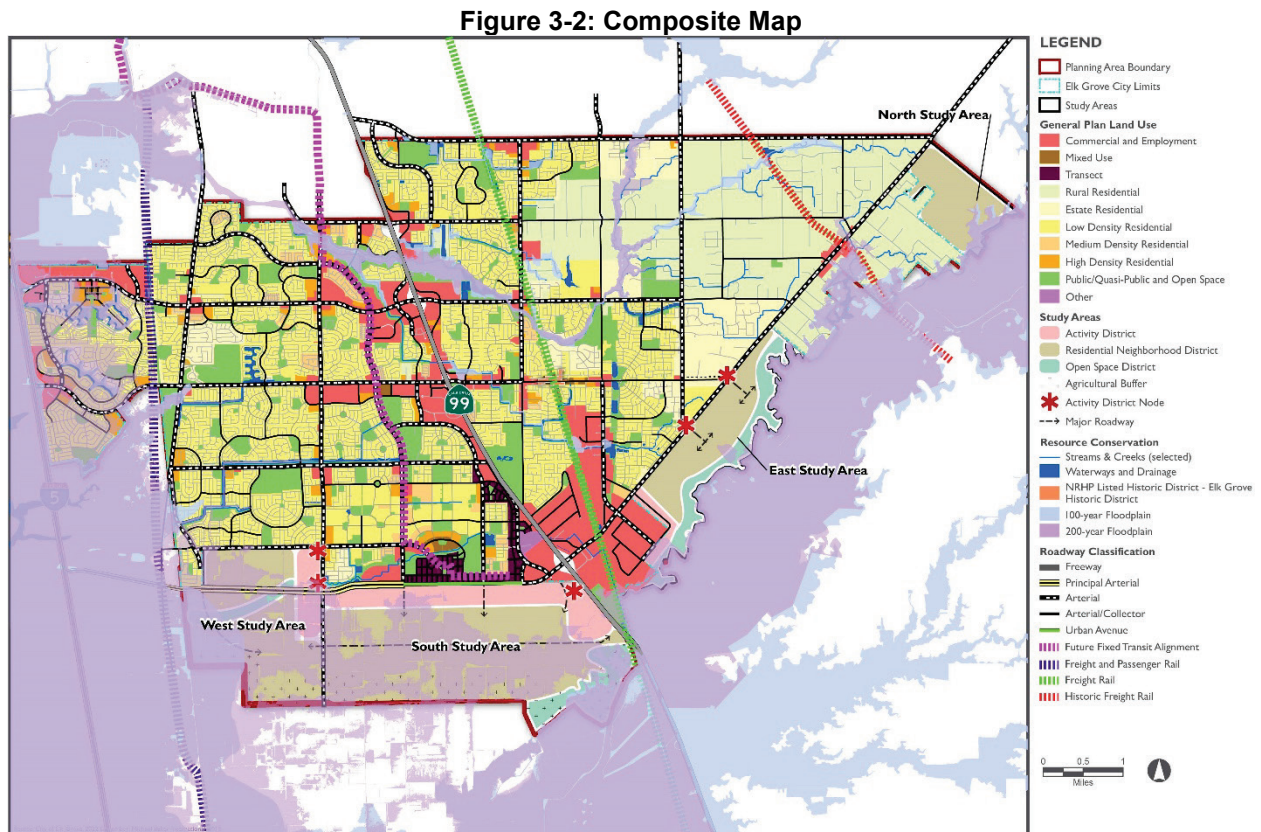 Figure 3-2: Composite Map
North Study Area
99
East Study Area
5
West Study Area
South Study Area
LEGEND
Planning Area Boundary
Elk Grove City Limits
Study Areas
General Plan Land Use
Commercial and Employment
Mixed Use
Transect
Rural Residential
Estate Residential
Low Density Residential
Medium Density Residential
High Density Residential
Public/Quasi-Public and Open Space
Other
Study Areas
Activity District
Residential Neighborhood District
Open Space District
Agricultural Buffer
Activity District Node
Major Roadway
Resource Conservation
Streams & Creeks (selected)
Waterways and Drainage
NRHP Listed Historic District - Elk Grove
Historic District
100-year Floodplain
200-year Floodplain
Roadway Classification
Freeway
Principal Arterial
Arterial
Arterial/Collector
Urban Avenue
Future Fixed Transit Alignment
Freight and Passenger Rail
Freight Rail
Historic Freight Rail
0 0.5 1
Miles